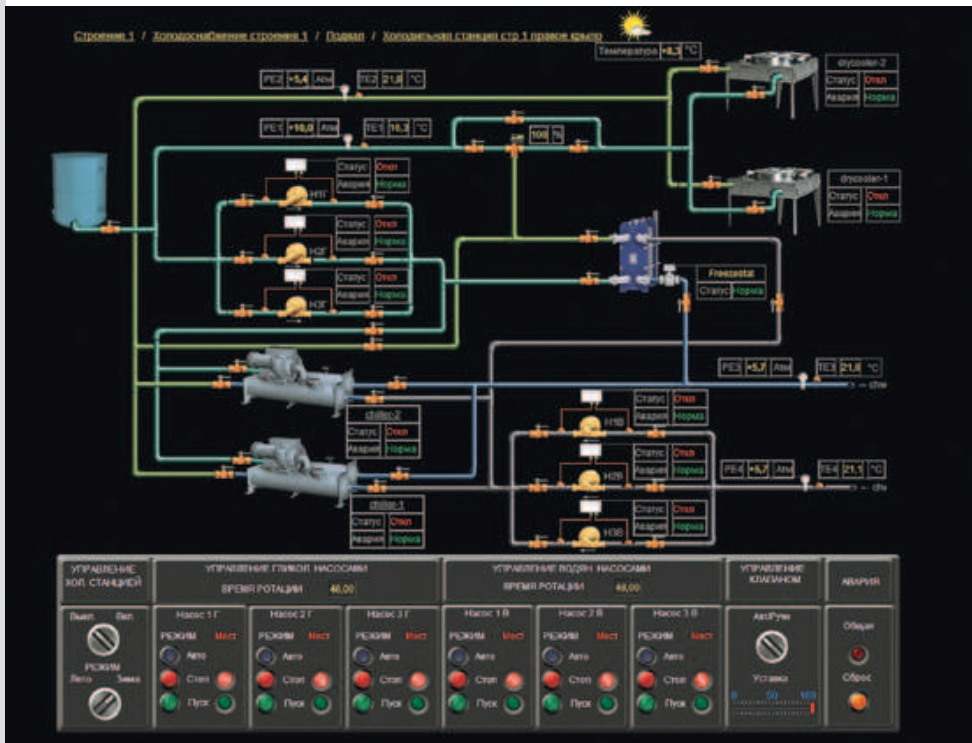 Строение 1 / Холодоснабжение строения 1 / Подвал / Холодильная станция стр 1 правое крыло
Температура +8,3 °C
drycooler-2
Статус Откл
Авария Норма
PE2 +5,4 Атм TE2 21,8 °C
PE1 +10,0 Атм TE1 16,3 °C
100 %
drycooler-1
Статус Откл
Авария Норма
Статус Откл
Авария Норма
Н1Г
Статус Откл
Авария Норма
Н2Г
Статус Откл
Авария Норма
Н3Г
Freezostat
Статус Норма
PE3 +5,7 Атм TE3 21,8 °C
chw
chiller-2
Статус Откл
Авария Норма
Статус Откл
Авария Норма
Н1В
Статус Откл
Авария Норма
Н2В
PE4 +5,7 Атм TE4 21,1 °C
chw
chiller-1
Статус Откл
Авария Норма
Статус Откл
Авария Норма
Н3В
УПРАВЛЕНИЕ
ХОЛ. СТАНЦИЕЙ
Выкл Вкл
РЕЖИМ
Лето Зима
УПРАВЛЕНИЕ ГЛИКОЛ. НАСОСАМИ
ВРЕМЯ РОТАЦИИ 48,00
Насос 1 Г
РЕЖИМ Мест
Авто
Стоп
Пуск
Насос 2 Г
РЕЖИМ Мест
Авто
Стоп
Пуск
Насос 3 Г
РЕЖИМ Мест
Авто
Стоп
Пуск
УПРАВЛЕНИЕ ВОДЯН. НАСОСАМИ
ВРЕМЯ РОТАЦИИ 48,00
Насос 1 В
РЕЖИМ Мест
Авто
Стоп
Пуск
Насос 2 В
РЕЖИМ Мест
Авто
Стоп
Пуск
Насос 3 В
РЕЖИМ Мест
Авто
Стоп
Пуск
УПРАВЛЕНИЕ
КЛАПАНОМ
Авт/Ручн
Уставка
0 50 100
АВАРИЯ
Общая
Сброс